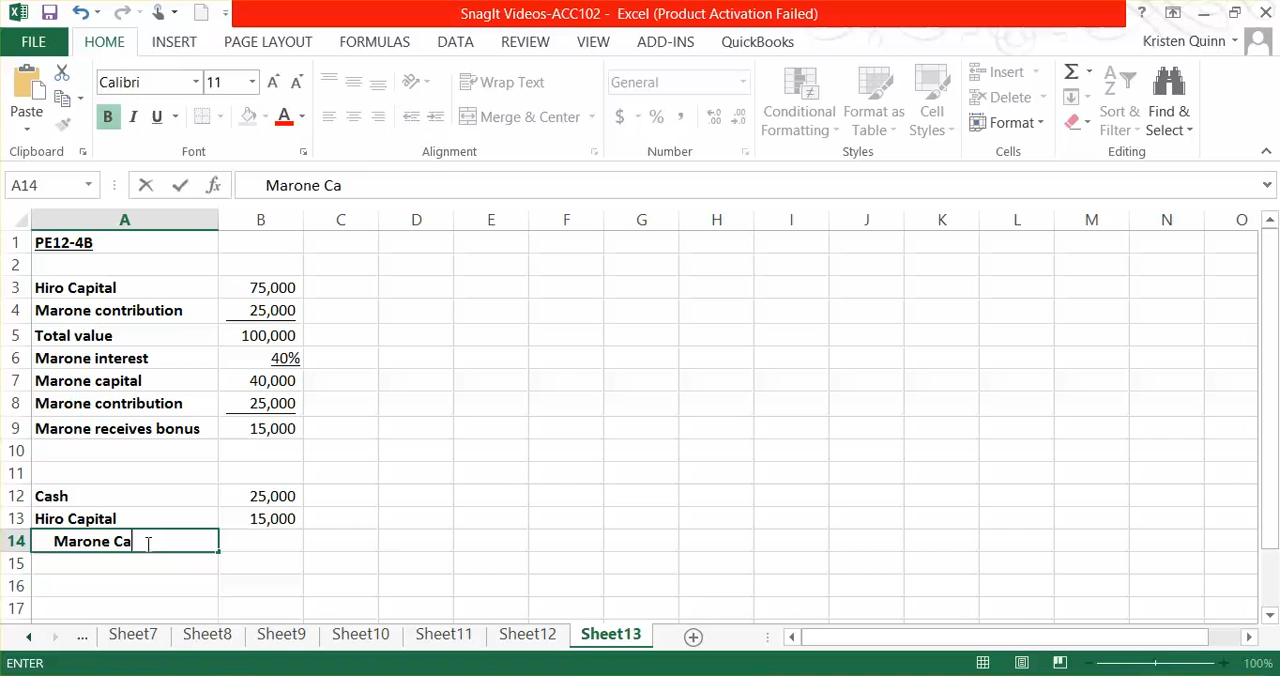 SnagIt Videos-ACC102 - Excel (Product Activation Failed)
?
FILE HOME INSERT PAGE LAYOUT FORMULAS DATA REVIEW VIEW ADD-INS QuickBooks Kristen Quinn
Calibri 11 Wrap Text General Insert
Paste B I U A Merge & Center $ % , Conditional Formatting Format as Table Cell Styles Delete Format Sort & Filter Find & Select
Clipboard Font Alignment Number Styles Cells Editing
A14 fx Marone Ca
A B C D E F G H I J K L M N O
1 PE12-4B
2
3 Hiro Capital 75,000
4 Marone contribution 25,000
5 Total value 100,000
6 Marone interest 40%
7 Marone capital 40,000
8 Marone contribution 25,000
9 Marone receives bonus 15,000
10
11
12 Cash 25,000
13 Hiro Capital 15,000
14 Marone Ca
15
16
17
... Sheet7 Sheet8 Sheet9 Sheet10 Sheet11 Sheet12 Sheet13
ENTER 100%